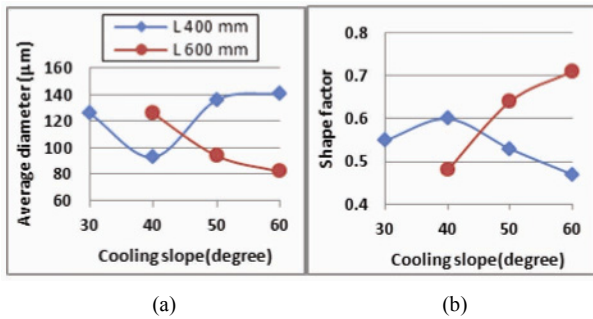 L 400 mm
L 600 mm
Average diameter (μm)
160
140
120
100
80
60
30 40 50 60
Cooling slope(degree)
(a)
Shape factor
0.8
0.7
0.6
0.5
0.4
30 40 50 60
Cooling slope(degree)
(b)